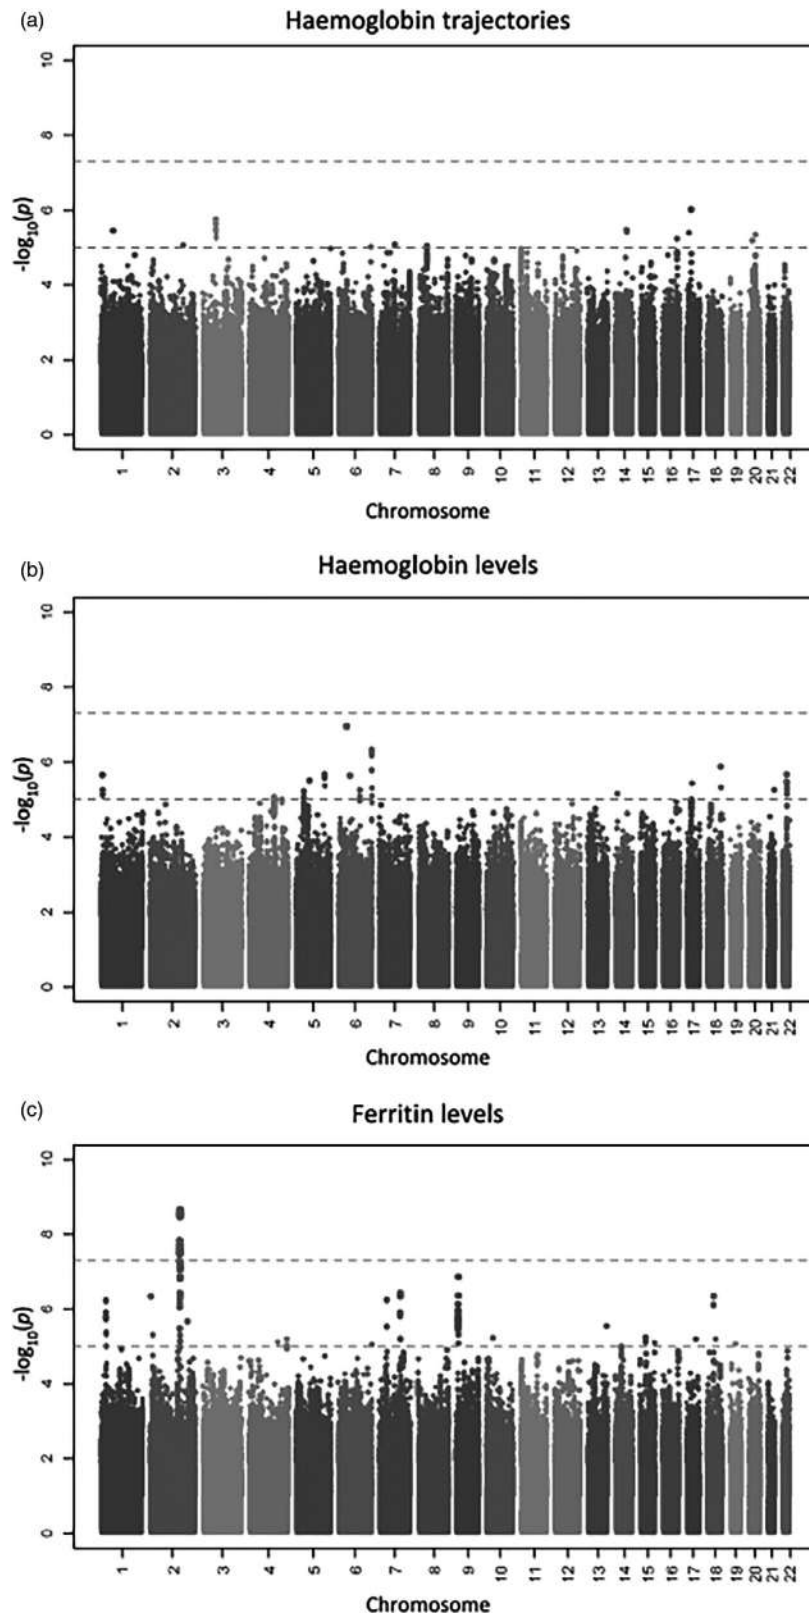 (a)
Haemoglobin trajectories
10
8
6
4
2
0
-log10(p)
1 2 3 4 5 6 7 8 9 10 11 12 13 14 15 16 17 18 19 20 21 22
Chromosome
(b)
Haemoglobin levels
10
8
6
4
2
0
-log10(p)
1 2 3 4 5 6 7 8 9 10 11 12 13 14 15 16 17 18 19 20 21 22
Chromosome
(c)
Ferritin levels
10
8
6
4
2
0
-log10(p)
1 2 3 4 5 6 7 8 9 10 11 12 13 14 15 16 17 18 19 20 21 22
Chromosome